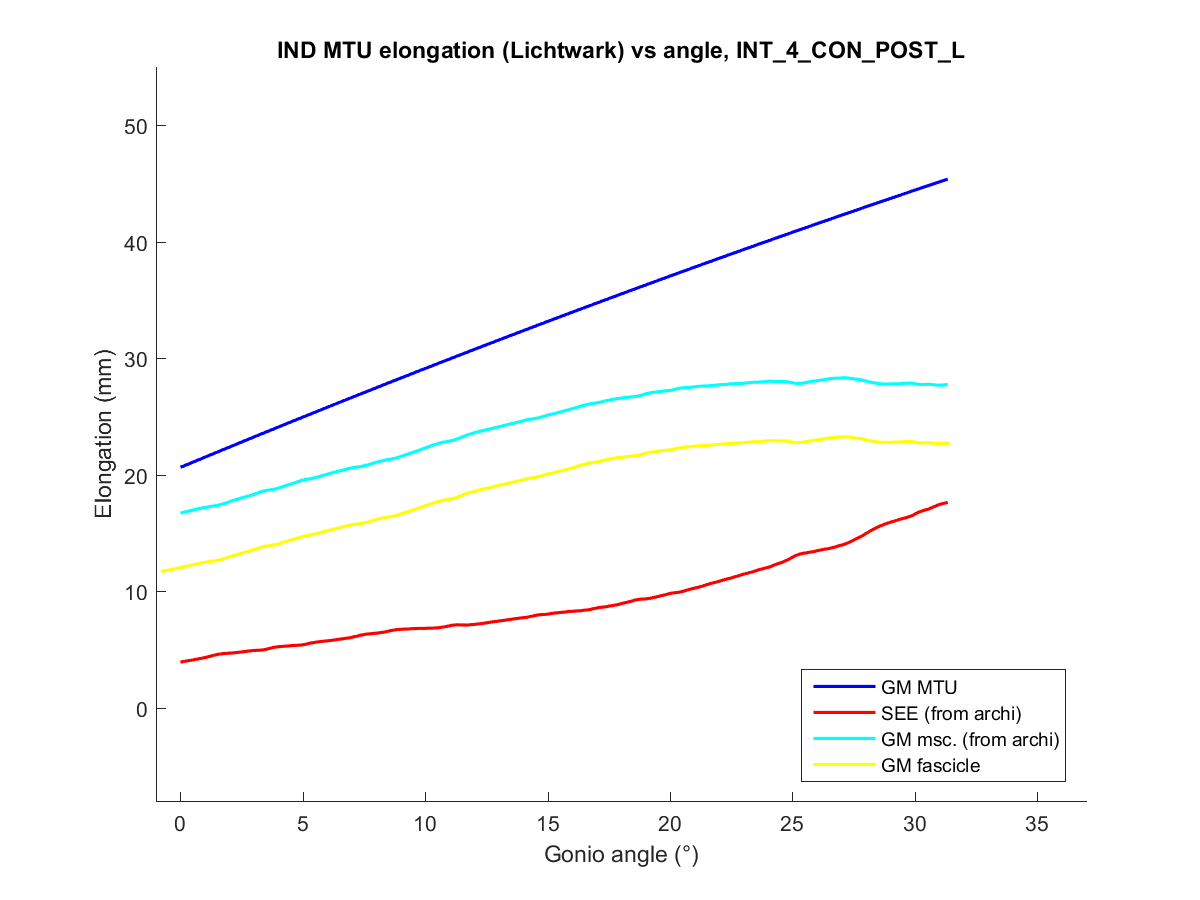 IND MTU elongation (Lichtwark) vs angle, INT_4_CON_POST_L
50
40
30
20
10
0
Elongation (mm)
0 5 10 15 20 25 30 35
Gonio angle (°)
GM MTU
SEE (from archi)
GM msc. (from archi)
GM fascicle